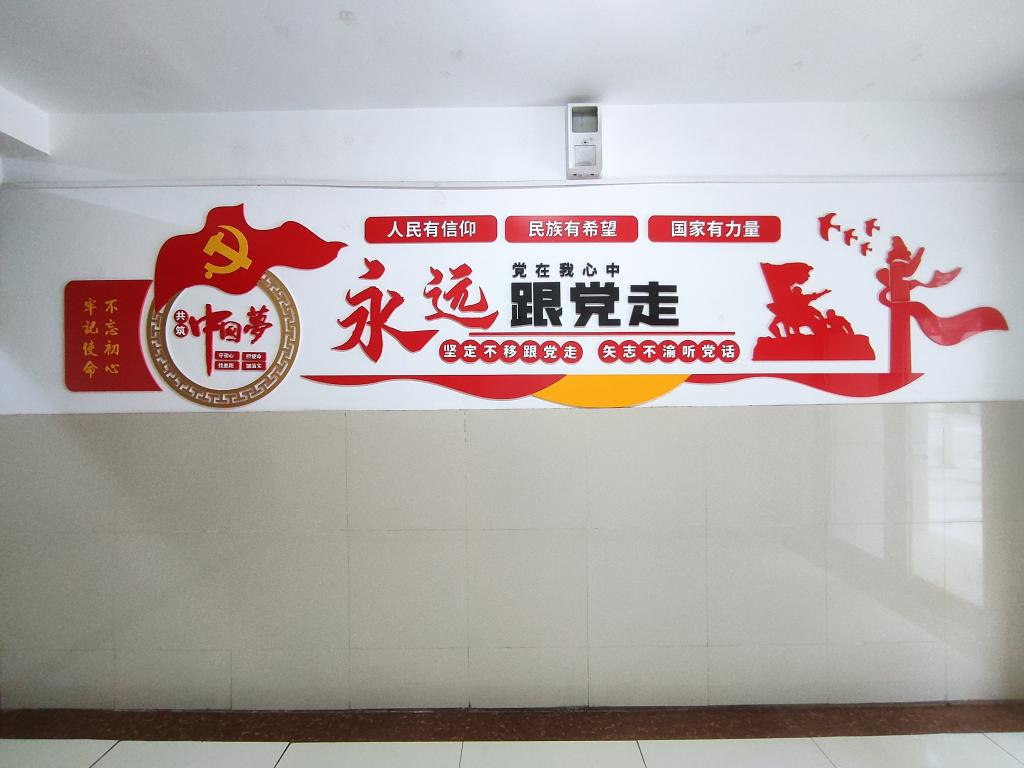 不忘初心
牢記使命
共筑
中国夢
人民有信仰
民族有希望
国家有力量
党在我心中
永远
跟党走
坚定不移跟党走 矢志不渝听党话